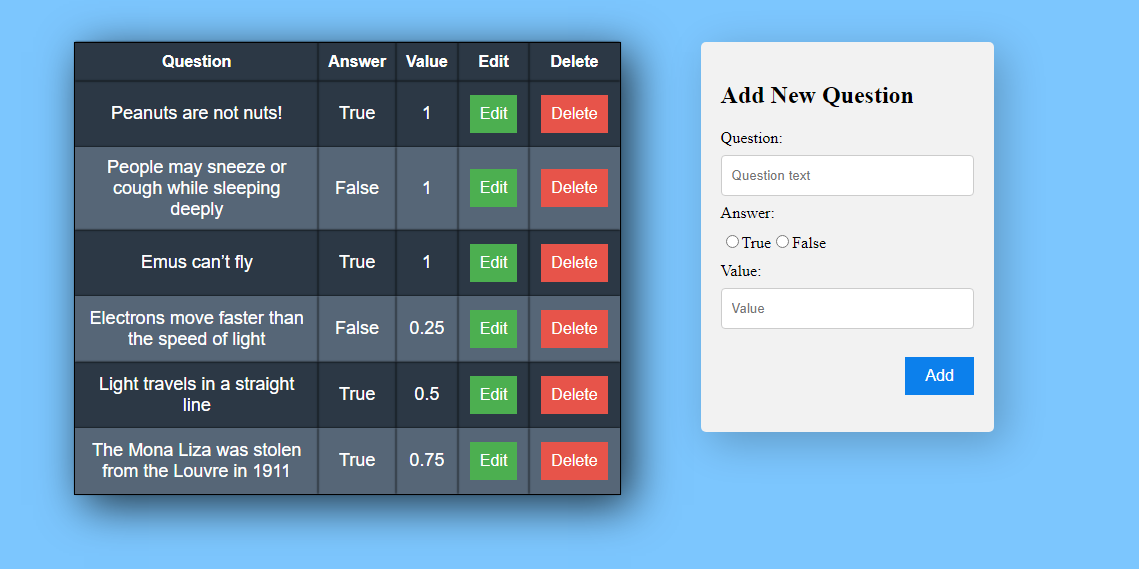 Question Answer Value Edit Delete
Peanuts are not nuts! True 1 Edit Delete
People may sneeze or
cough while sleeping
deeply
False 1 Edit Delete
Emus can’t fly True 1 Edit Delete
Electrons move faster than
the speed of light
False 0.25 Edit Delete
Light travels in a straight
line
True 0.5 Edit Delete
The Mona Liza was stolen
from the Louvre in 1911
True 0.75 Edit Delete
Add New Question
Question:
Question text
Answer:
True False
Value:
Value
Add